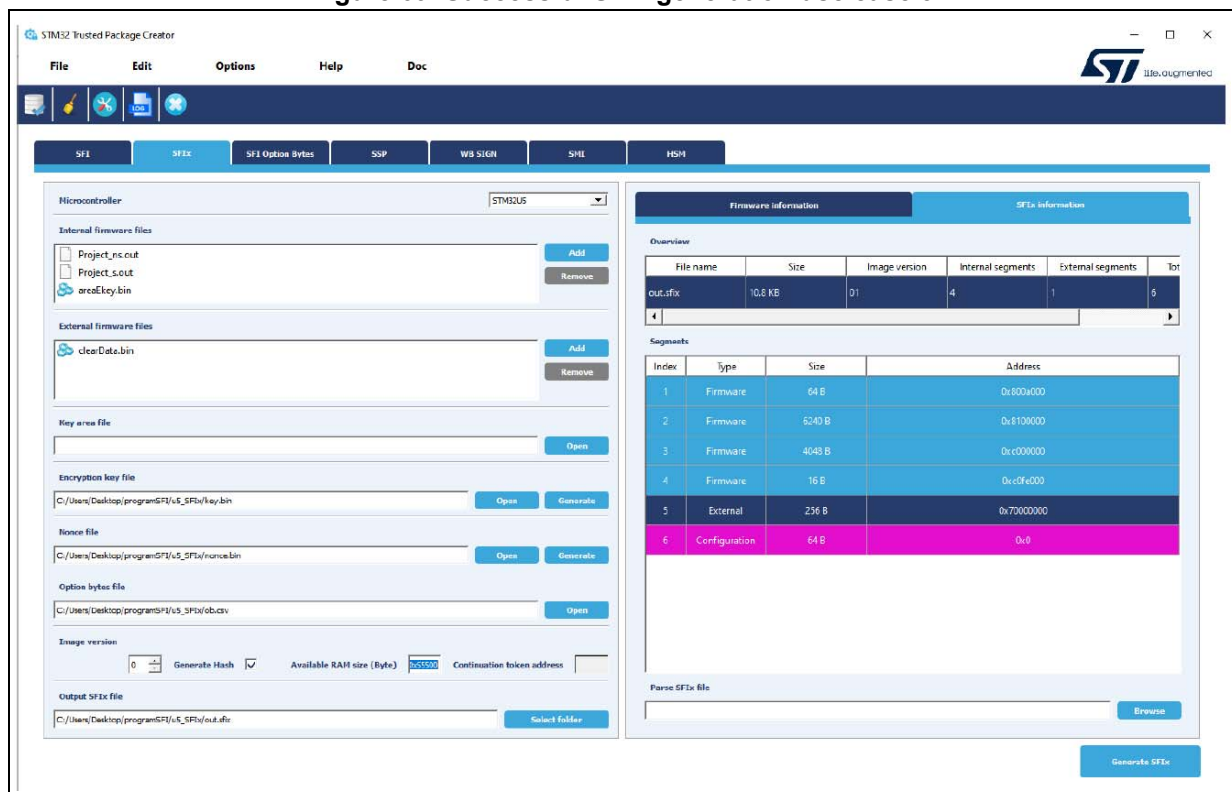 STM32 Trusted Package Creator
File Edit Options Help Doc
life.augmented
LOG
SFI SFIx SFI Option Bytes SSP WB SIGN SMI HSM
Microcontroller STM32U5
Internal firmware files
Project_ns.out
Project_s.out
areaEkey.bin
Add
Remove
External firmware files
clearData.bin
Add
Remove
Key area file
Open
Encryption key file
C:/Users/Desktop/programSFI/u5_SFIx/key.bin Open Generate
Nonce file
C:/Users/Desktop/programSFI/u5_SFIx/nonce.bin Open Generate
Option bytes file
C:/Users/Desktop/programSFI/u5_SFIx/ob.csv Open
Image version
0 Generate Hash Available RAM size (Byte) 0x55500 Continuation token address
Output SFIx file
C:/Users/Desktop/programSFI/u5_SFIx/out.sfix Select folder
Firmware information SFIx information
Overview
File name Size Image version Internal segments External segments Tot
out.sfix 10.8 KB 01 4 1 6
Segments
Index Type Size Address
1 Firmware 64 B 0x800a000
2 Firmware 6240 B 0x8100000
3 Firmware 4048 B 0xc000000
4 Firmware 16 B 0xc0fe000
5 External 256 B 0x70000000
6 Configuration 64 B 0x0
Parse SFIx file
Browse
Generate SFIx